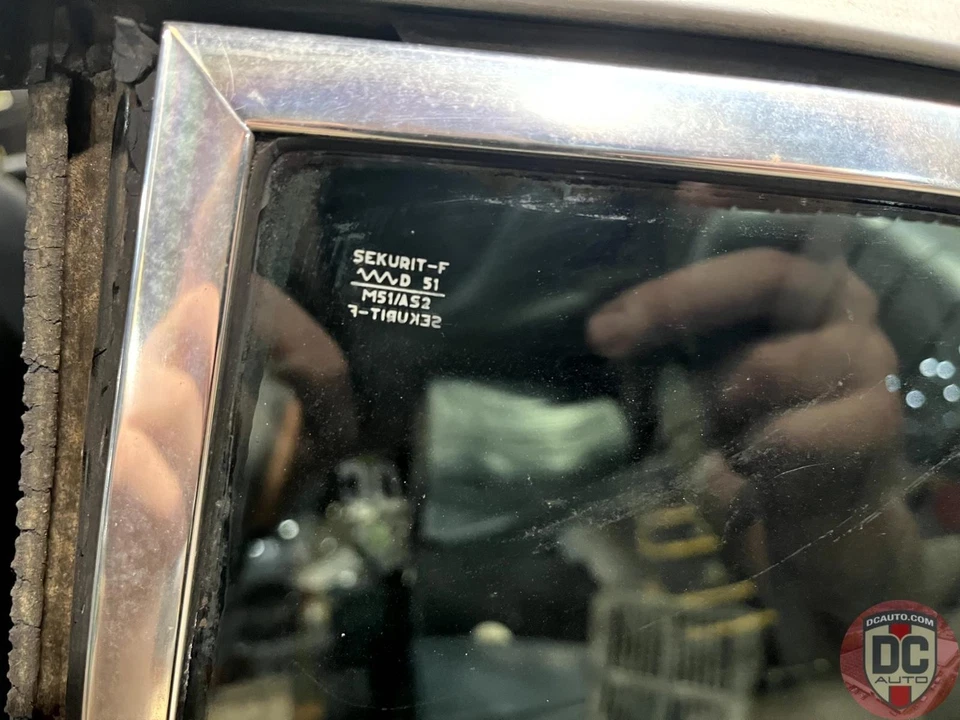 SEKURIT-F
D 51
M51/AS2
SEKURIT-F
DCAUTO.COM
DC
AUTO